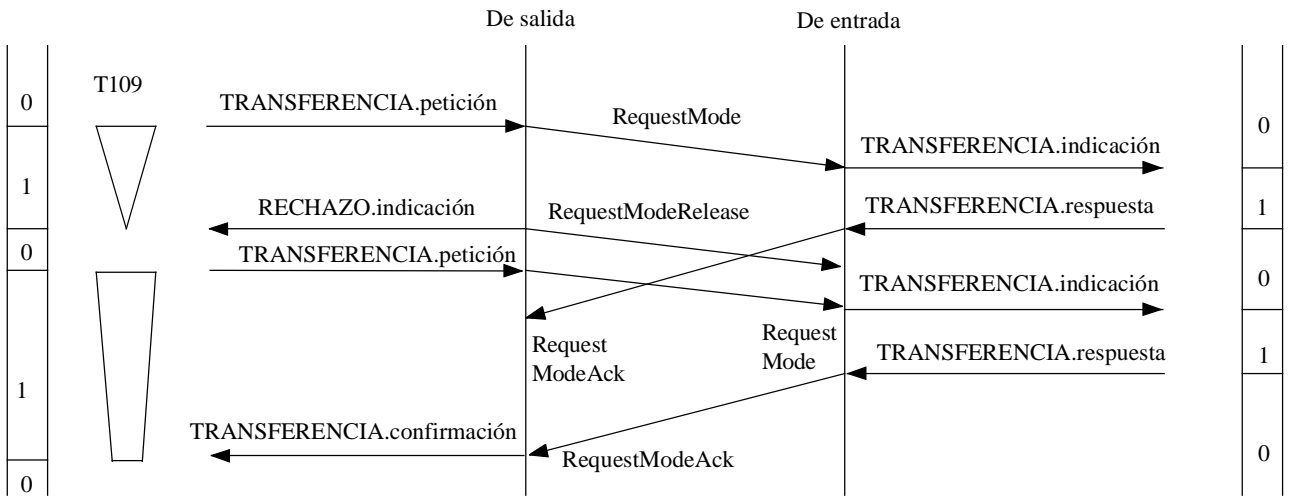 De salida
De entrada
T109
0
TRANSFERENCIA.petición
RequestMode
0
TRANSFERENCIA.indicación
1
RECHAZO.indicación
RequestModeRelease
TRANSFERENCIA.respuesta
1
0
TRANSFERENCIA.petición
TRANSFERENCIA.indicación
0
Request
ModeAck
Request
Mode
TRANSFERENCIA.respuesta
1
1
TRANSFERENCIA.confirmación
RequestModeAck
0
0